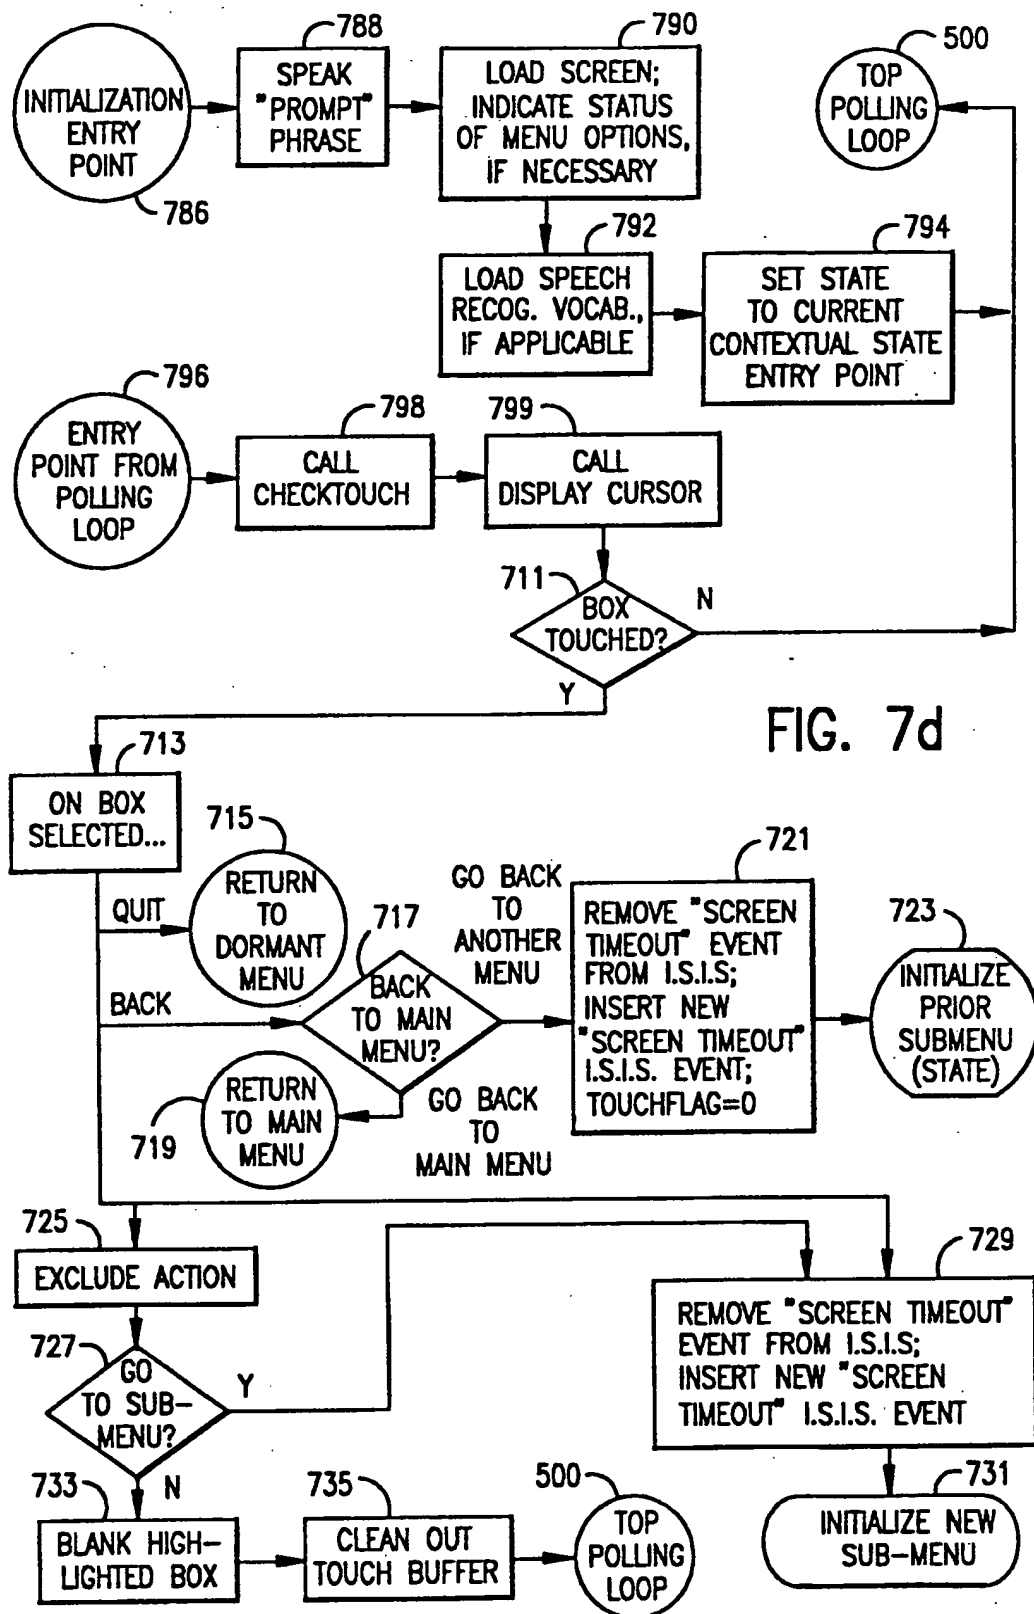 788
790
500
INITIALIZATION
ENTRY
POINT
786
SPEAK
"PROMPT"
PHRASE
LOAD SCREEN;
INDICATE STATUS
OF MENU OPTIONS,
IF NECESSARY
TOP
POLLING
LOOP
792
794
LOAD SPEECH
RECOG. VOCAB.,
IF APPLICABLE
SET STATE
TO CURRENT
CONTEXTUAL STATE
ENTRY POINT
796
798
799
ENTRY
POINT FROM
POLLING
LOOP
CALL
CHECKTOUCH
CALL
DISPLAY CURSOR
711
BOX
TOUCHED?
N
Y
FIG. 7d
713
ON BOX
SELECTED...
715
QUIT
RETURN
TO
DORMANT
MENU
BACK
717
BACK
TO MAIN
MENU?
GO BACK
TO
ANOTHER
MENU
721
REMOVE "SCREEN
TIMEOUT" EVENT
FROM I.S.I.S;
INSERT NEW
"SCREEN TIMEOUT"
I.S.I.S. EVENT;
TOUCHFLAG=0
723
INITIALIZE
PRIOR
SUBMENU
(STATE)
719
RETURN
TO MAIN
MENU
GO BACK
TO
MAIN MENU
725
EXCLUDE ACTION
727
GO
TO SUB-
MENU?
Y
N
729
REMOVE "SCREEN TIMEOUT"
EVENT FROM I.S.I.S;
INSERT NEW "SCREEN
TIMEOUT" I.S.I.S. EVENT
733
BLANK HIGH-
LIGHTED BOX
735
CLEAN OUT
TOUCH BUFFER
500
TOP
POLLING
LOOP
731
INITIALIZE NEW
SUB-MENU